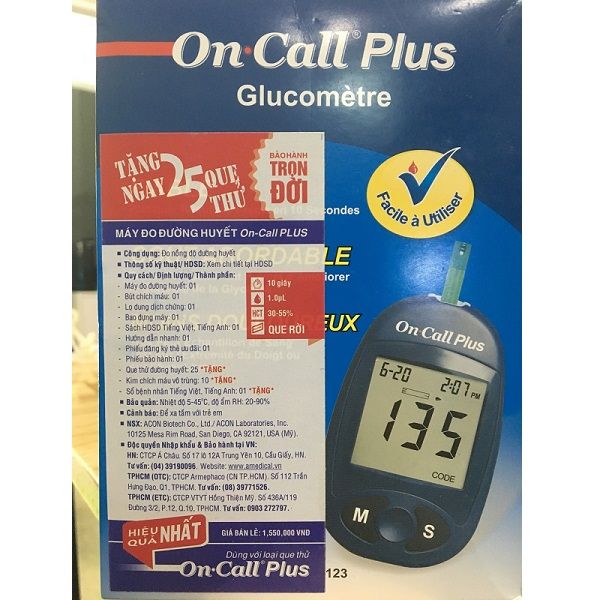 On·Call® Plus
Glucomètre
TẶNG NGAY 25 QUE THỬ
BẢO HÀNH
TRỌN
ĐỜI
10 Secondes
Facile à Utiliser
MÁY ĐO ĐƯỜNG HUYẾT On-Call PLUS
Công dụng: Đo nồng độ đường huyết
Thông số kỹ thuật/ HDSD: Xem chi tiết tại HDSD
Quy cách/ Định lượng/ Thành phần:
- Máy đo đường huyết: 01
- Bút chích máu: 01
- Lọ dung dịch chứng: 01
- Bao đựng máy: 01
- Sách HDSD Tiếng Việt, Tiếng Anh: 01
- Hướng dẫn nhanh: 01
- Phiếu đăng ký thẻ ưu đãi: 01
- Phiếu bảo hành: 01
- Que thử đường huyết: 25 *TẶNG*
- Kim chích máu vô trùng: 10 *TẶNG*
- Sổ bệnh nhân Tiếng Việt, Tiếng Anh: 01 *TẶNG*
10 giây
1.0µL
HCT 30-55%
QUE RỜI
Bảo quản: Nhiệt độ 5-45°C, độ ẩm RH: 20-90%
Cảnh báo: Để xa tầm với trẻ em
NSX: ACON Biotech Co., Ltd./ ACON Laboratories, Inc.
10125 Mesa Rim Road, San Diego, CA 92121, USA (Mỹ).
Độc quyền Nhập khẩu & Bảo hành tại VN:
HN: CTCP Á Châu. Số 17 lô 12A Trung Yên 10, Cầu Giấy, HN.
Tư vấn: (04) 39190096. Website: www.amedical.vn
TPHCM (OTC): CTCP Armephaco (CN TP.HCM). Số 112 Trần
Hưng Đạo, Q1, TPHCM. Tư vấn: (08) 39771526.
TPHCM (ETC): CTCP VTYT Hồng Thiện Mỹ. Số 436A/119
Đường 3/2, P.12, Q.10, TPHCM. Tư vấn: 0903 272797.
HIỆU QUẢ NHẤT
GIÁ BÁN LẺ: 1,550,000 VNĐ
Dùng với loại que thử
On·Call® Plus
On Call Plus
6-20 2:07 PM
135
CODE
M S
123